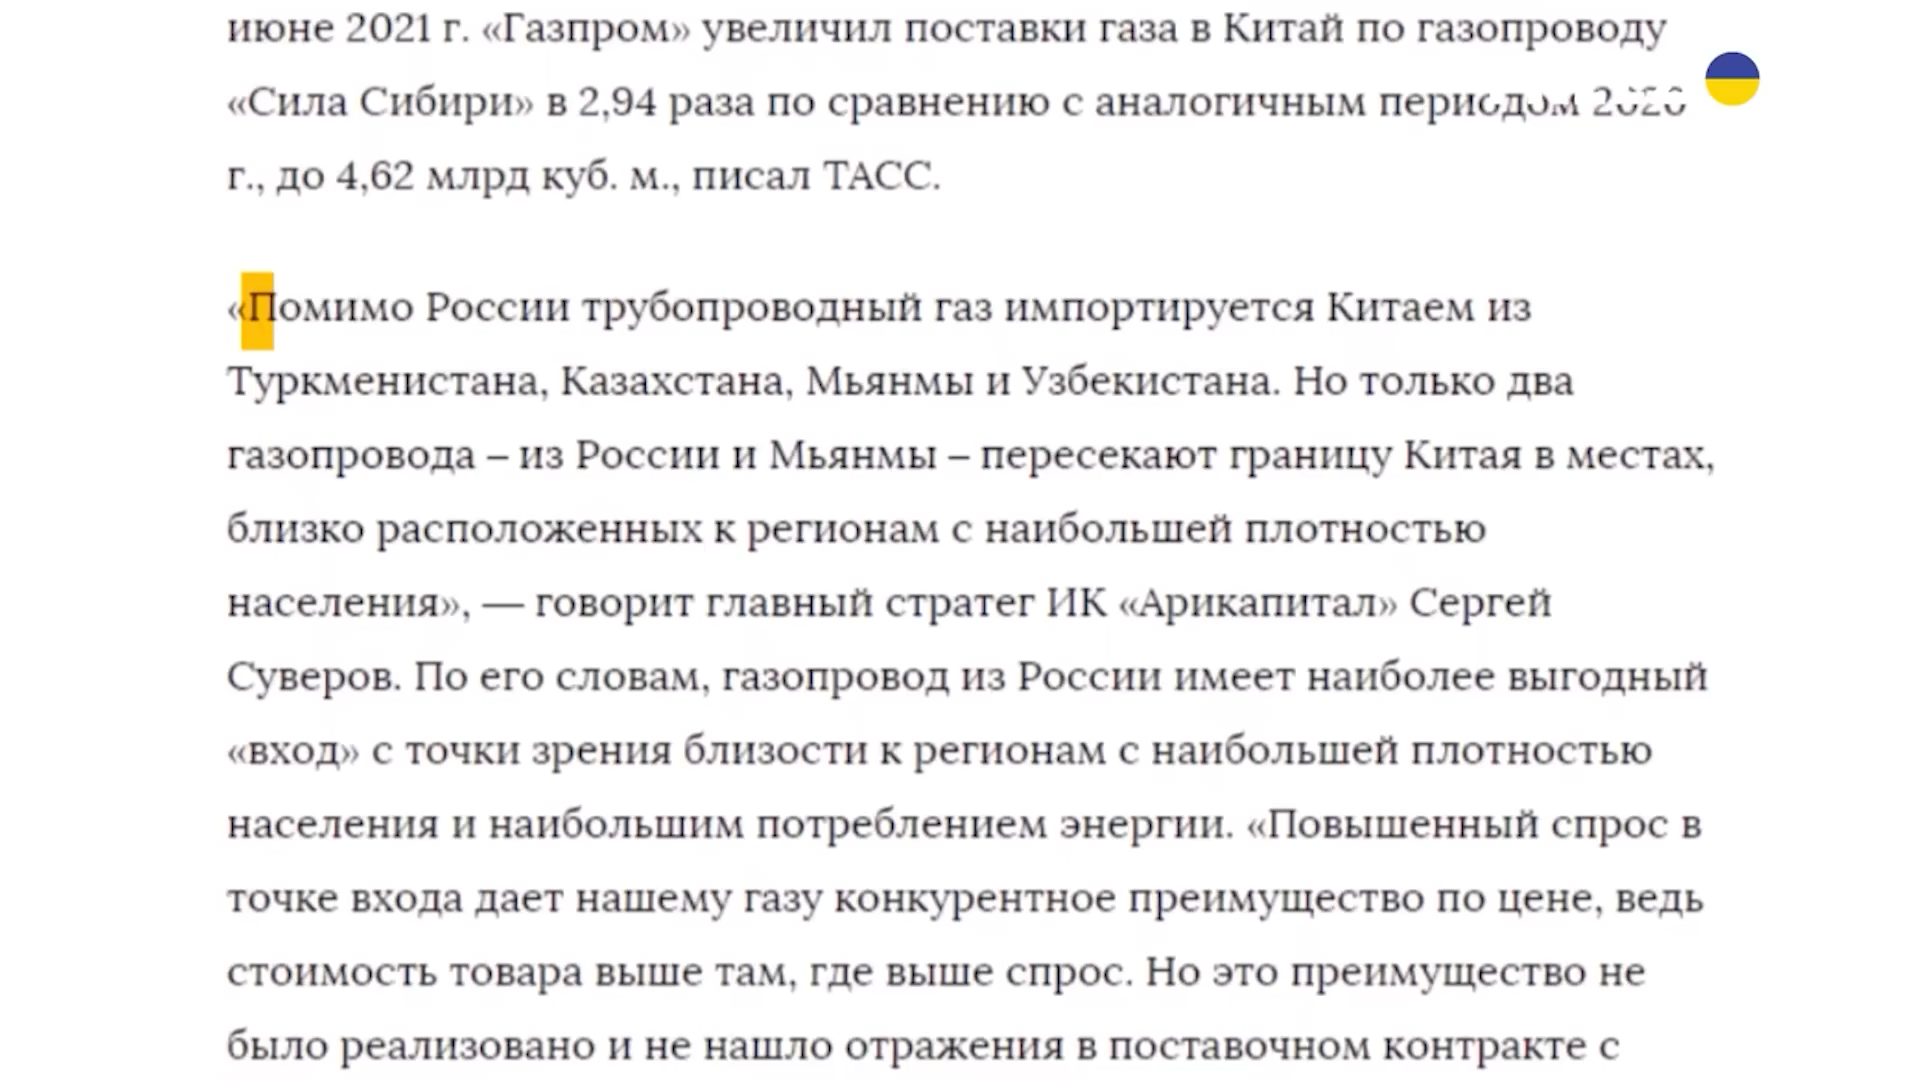 июне 2021 г. «Газпром» увеличил поставки газа в Китай по газопроводу
«Сила Сибири» в 2,94 раза по сравнению с аналогичным периодом 2020
г., до 4,62 млрд куб. м., писал ТАСС.
«Помимо России трубопроводный газ импортируется Китаем из
Туркменистана, Казахстана, Мьянмы и Узбекистана. Но только два
газопровода – из России и Мьянмы – пересекают границу Китая в местах,
близко расположенных к регионам с наибольшей плотностью
населения», — говорит главный стратег ИК «Арикапитал» Сергей
Суверов. По его словам, газопровод из России имеет наиболее выгодный
«вход» с точки зрения близости к регионам с наибольшей плотностью
населения и наибольшим потреблением энергии. «Повышенный спрос в
точке входа дает нашему газу конкурентное преимущество по цене, ведь
стоимость товара выше там, где выше спрос. Но это преимущество не
было реализовано и не нашло отражения в поставочном контракте с